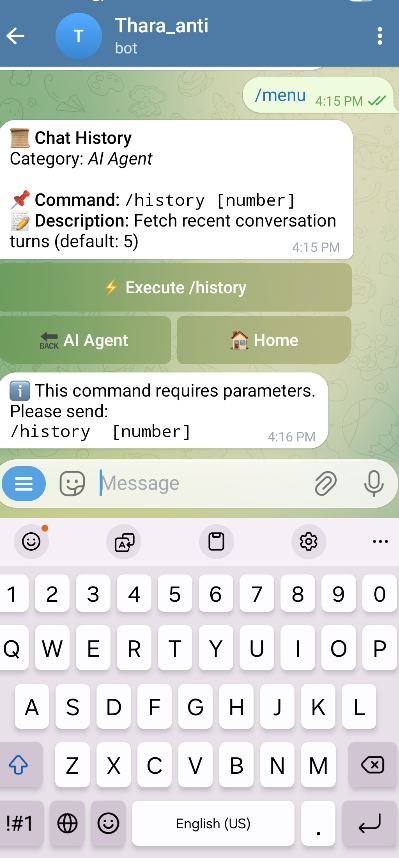 T
Thara_anti
bot
/menu 4:15 PM
📜 Chat History
Category: AI Agent
📌 Command: /history [number]
📝 Description: Fetch recent conversation
turns (default: 5)
4:15 PM
⚡ Execute /history
🔙 AI Agent
🏠 Home
ℹ️ This command requires parameters.
Please send:
/history  [number]
4:16 PM
Message
1 2 3 4 5 6 7 8 9 0
Q W E R T Y U I O P
A S D F G H J K L
Z X C V B N M
!#1 English (US) .